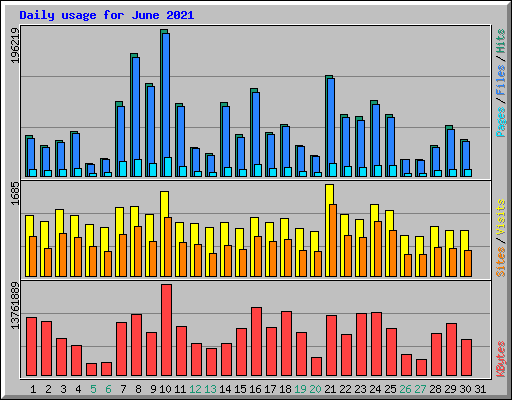 Daily usage for June 2021
196219
Pages / Files / Hits
1685
Sites / Visits
13761889
KBytes
1 2 3 4 5 6 7 8 9 10 11 12 13 14 15 16 17 18 19 20 21 22 23 24 25 26 27 28 29 30 31